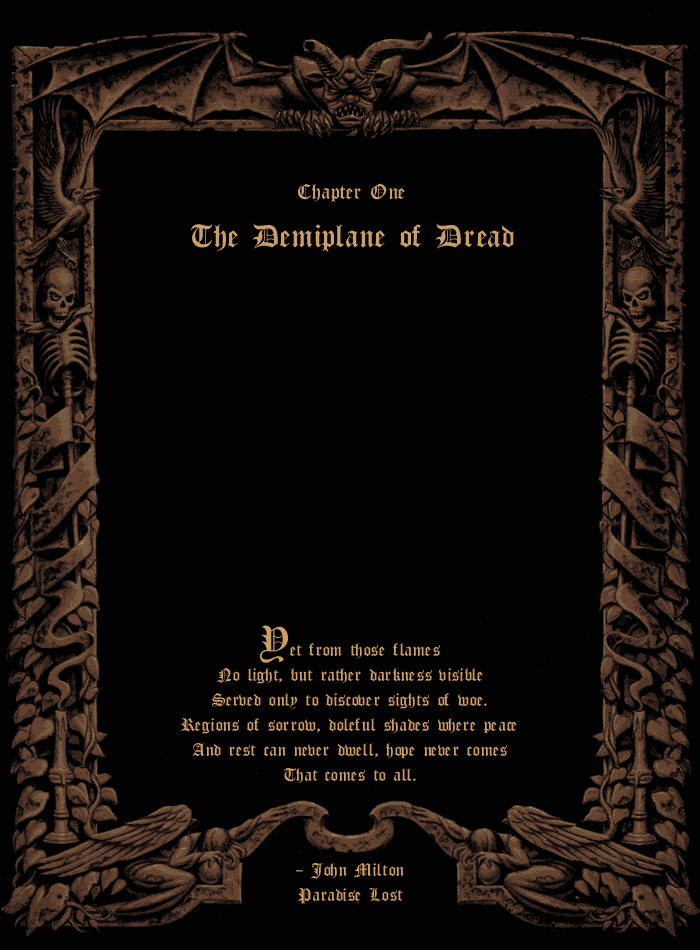 Chapter One
The Demiplane of Dread
Yet from those flames
No light, but rather darkness visible
Served only to discover sights of woe.
Regions of sorrow, doleful shades where peace
And rest can never dwell, hope never comes
That comes to all.
- John Milton
Paradise Lost